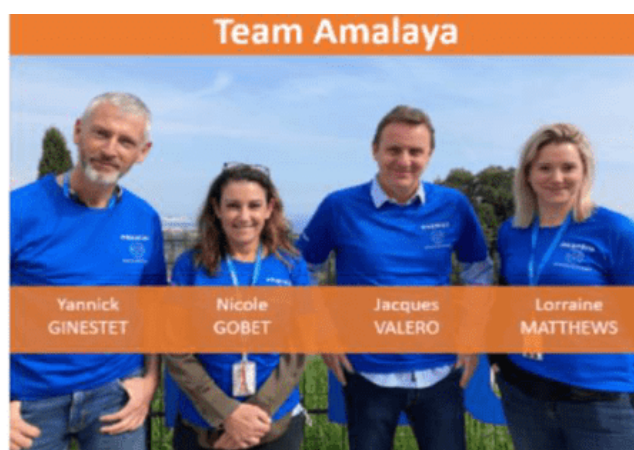 Team Amalaya
Yannick Nicole Jacques Lorraine
GINESTET GOBET VALERO MATTHEWS